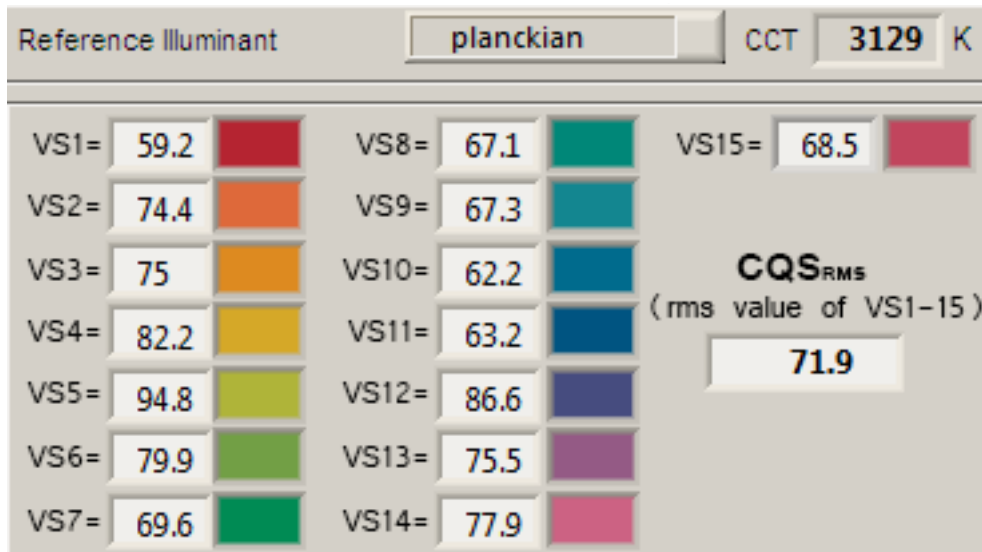 Reference Illuminant planckian CCT 3129 K
VS1= 59.2 VS8= 67.1 VS15= 68.5
VS2= 74.4 VS9= 67.3
VS3= 75 VS10= 62.2
CQSRMS
(rms value of VS1-15)
VS4= 82.2 VS11= 63.2
71.9
VS5= 94.8 VS12= 86.6
VS6= 79.9 VS13= 75.5
VS7= 69.6 VS14= 77.9